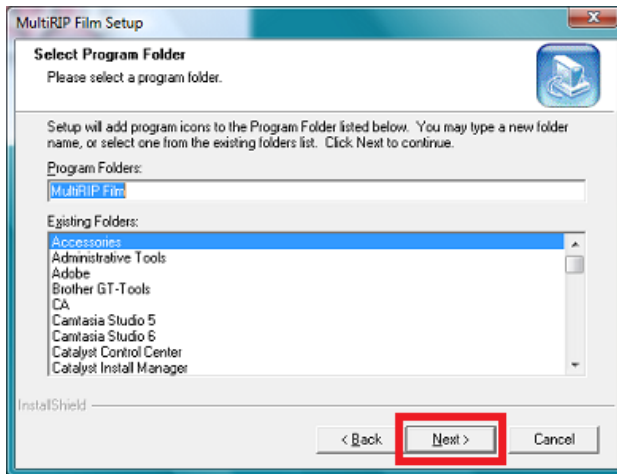 MultiRIP Film Setup
Select Program Folder
Please select a program folder.
Setup will add program icons to the Program Folder listed below. You may type a new folder
name, or select one from the existing folders list. Click Next to continue.
Program Folders:
MultiRIP Film
Existing Folders:
Accessories
Administrative Tools
Adobe
Brother GT-Tools
CA
Camtasia Studio 5
Camtasia Studio 6
Catalyst Control Center
Catalyst Install Manager
InstallShield
< Back Next > Cancel